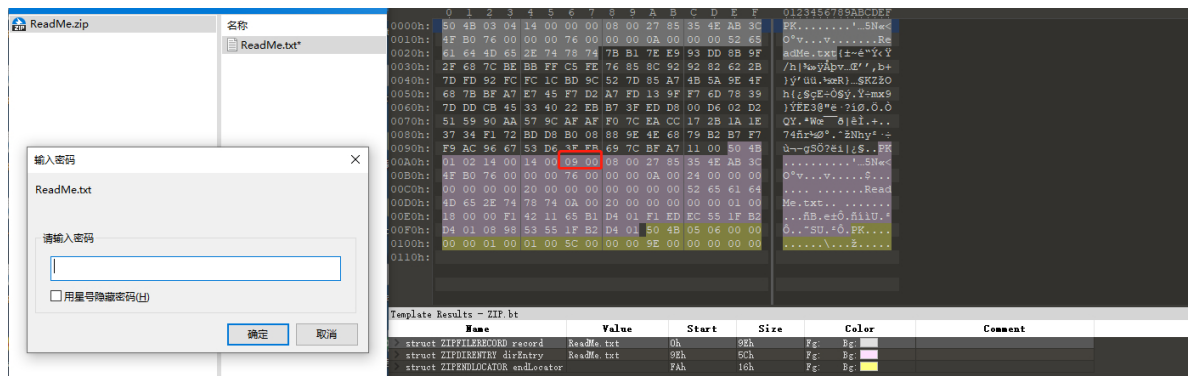 ReadMe.zip
名称
ReadMe.txt*
输入密码
ReadMe.txt
请输入密码
用星号隐藏密码(H)
确定
取消
0 1 2 3 4 5 6 7 8 9 A B C D E F 0123456789ABCDEF
0000h: 50 4B 03 04 14 00 00 00 08 00 27 85 35 4E AB 3C
0010h: 4F B0 76 00 00 00 76 00 00 00 0A 00 00 00 52 65
0020h: 61 64 4D 65 2E 74 78 74 7B B1 7E E9 93 DD 8B 9F
0030h: 2F 68 7C BE BB FF C5 FE 76 85 8C 92 92 82 62 2B
0040h: 7D FD 92 FC FC 1C BD 9C 52 7D 85 A7 4B 5A 9E 4F
0050h: 68 7B BF A7 E7 45 F7 D2 A7 FD 13 9F F7 6D 78 39
0060h: 7D DD CB 45 33 40 22 EB B7 3F ED D8 00 D6 02 D2
0070h: 51 59 90 AA 57 9C AF AF F0 7C EA CC 17 2B 1A 1E
0080h: 37 34 F1 72 BD D8 B0 08 88 9E 4E 68 79 B2 B7 F7
0090h: F9 AC 96 67 53 D6 3F EB 69 7C BF A7 11 00 50 4B
00A0h: 01 02 14 00 14 00 09 00 08 00 27 85 35 4E AB 3C
00B0h: 4F B0 76 00 00 00 76 00 00 00 0A 00 24 00 00 00
00C0h: 00 00 00 00 20 00 00 00 00 00 00 00 52 65 61 64
00D0h: 4D 65 2E 74 78 74 0A 00 20 00 00 00 00 00 01 00
00E0h: 18 00 00 F1 42 11 65 B1 D4 01 F1 ED EC 55 1F B2
00F0h: D4 01 08 98 53 55 1F B2 D4 01 50 4B 05 06 00 00
0100h: 00 00 01 00 01 00 5C 00 00 00 9E 00 00 00 00 00
0110h:
Template Results - ZIP.bt
Name Value Start Size Color Comment
struct ZIPFILERECORD record ReadMe.txt 0h 9Eh Fg: Bg:
struct ZIPDIRENTRY dirEntry ReadMe.txt 9Eh 5Ch Fg: Bg:
struct ZIPENDLOCATOR endLocator FAh 16h Fg: Bg: